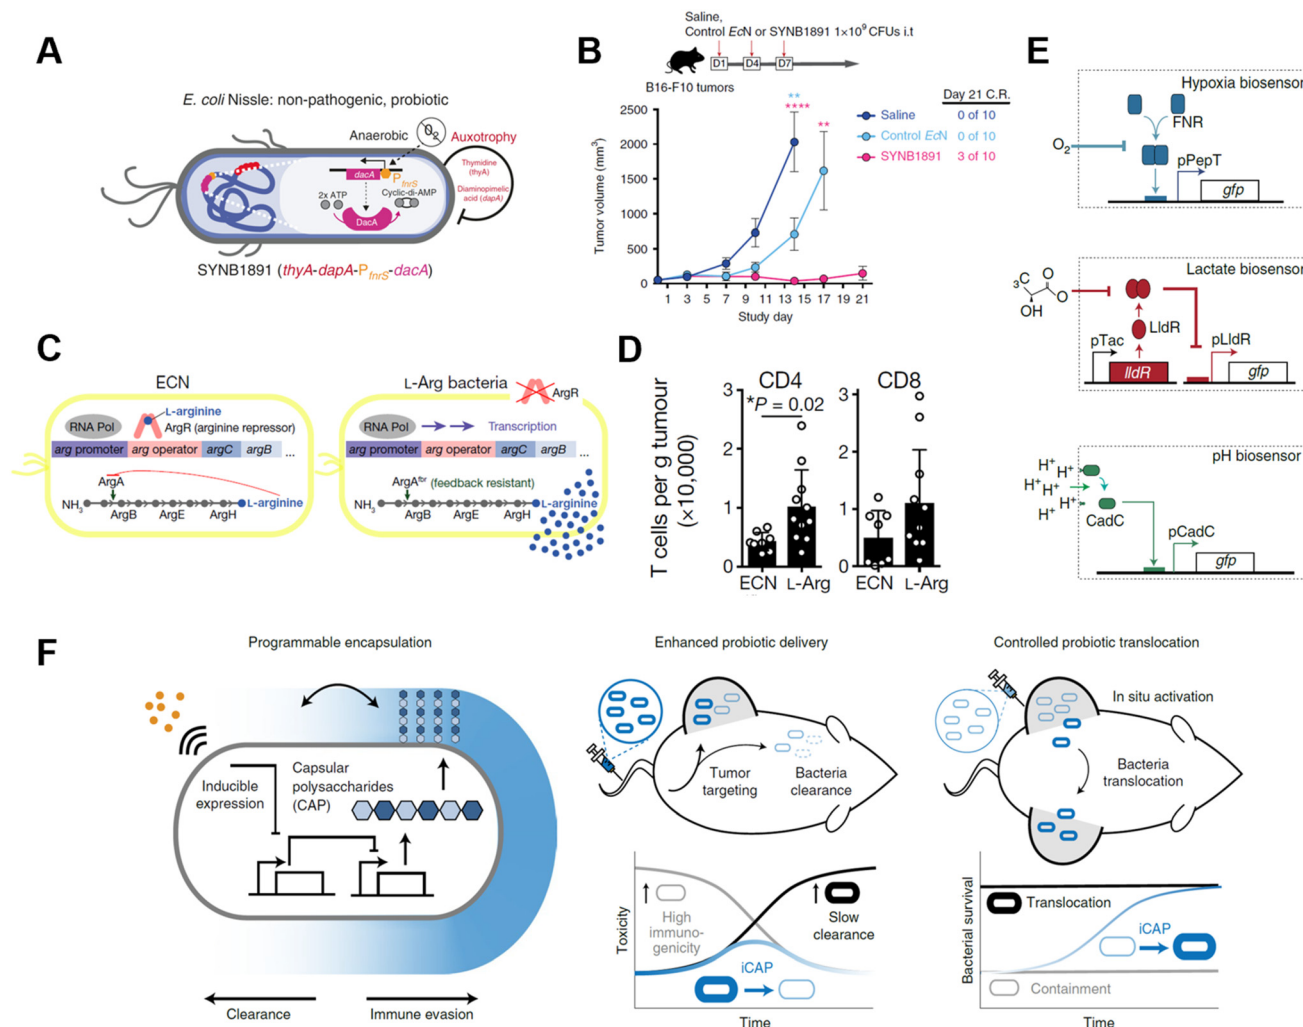 A
E. coli Nissle: non-pathogenic, probiotic
Anaerobic
O2
Auxotrophy
Thymidine
(thyA)
Diaminopimelic
acid (dapA)
dacA
PfnrS
2x ATP
Cyclic-di-AMP
DacA
SYNB1891 (thyA-dapA-PfnrS-dacA)
B
Saline,
Control EcN or SYNB1891 1×10⁹ CFUs i.t
D1
D4
D7
B16-F10 tumors
Tumor volume (mm³)
2500
2000
1500
1000
500
0
**
****
**
1 3 5 7 9 11 13 14 15 17 19 21
Study day
Day 21 C.R.
Saline 0 of 10
Control EcN 0 of 10
SYNB1891 3 of 10
C
ECN
RNA Pol
L-arginine
ArgR (arginine repressor)
arg promoter arg operator argC argB ...
ArgA
NH3
L-arginine
ArgB ArgE ArgH
L-Arg bacteria
ArgR
RNA Pol
Transcription
arg promoter arg operator argC argB ...
ArgAfbr (feedback resistant)
NH3
L-arginine
ArgB ArgE ArgH
D
T cells per g tumour
(×10,000)
CD4
*P = 0.02
3
2
1
0
ECN L-Arg
CD8
3
2
1
0
ECN L-Arg
E
Hypoxia biosensor
FNR
O2
pPepT
gfp
Lactate biosensor
3
C
O
O
OH
LldR
pTac
pLldR
lldR
gfp
pH biosensor
H+
H+
H+ H+
H+
H+
CadC
pCadC
gfp
F
Programmable encapsulation
Inducible
expression
Capsular
polysaccharides
(CAP)
Clearance
Immune evasion
Enhanced probiotic delivery
Tumor
targeting
Bacteria
clearance
Toxicity
High
immuno-
genicity
Slow
clearance
iCAP
Time
Controlled probiotic translocation
In situ activation
Bacteria
translocation
Bacterial survival
Translocation
iCAP
Containment
Time